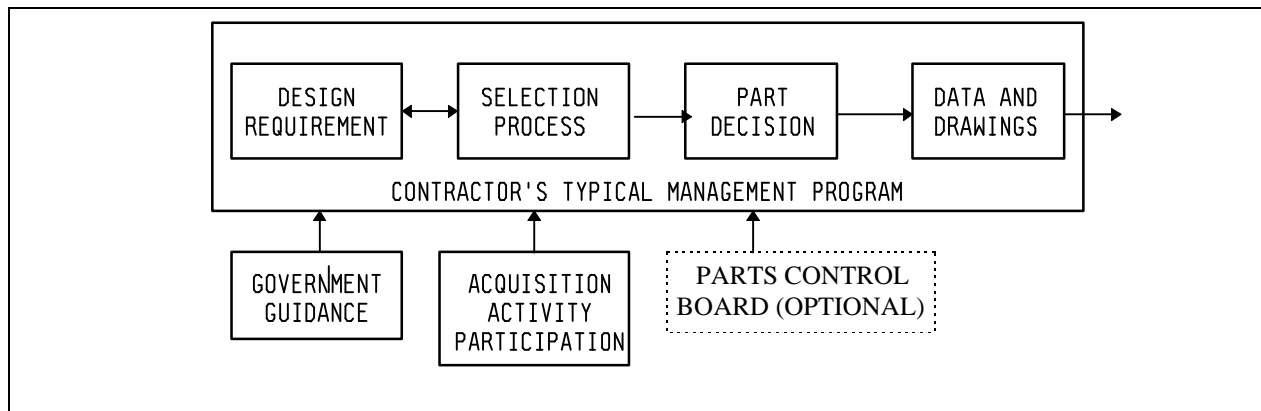 DESIGN
REQUIREMENT
SELECTION
PROCESS
PART
DECISION
DATA AND
DRAWINGS
CONTRACTOR'S TYPICAL MANAGEMENT PROGRAM
GOVERNMENT
GUIDANCE
ACQUISITION
ACTIVITY
PARTICIPATION
PARTS CONTROL
BOARD (OPTIONAL)